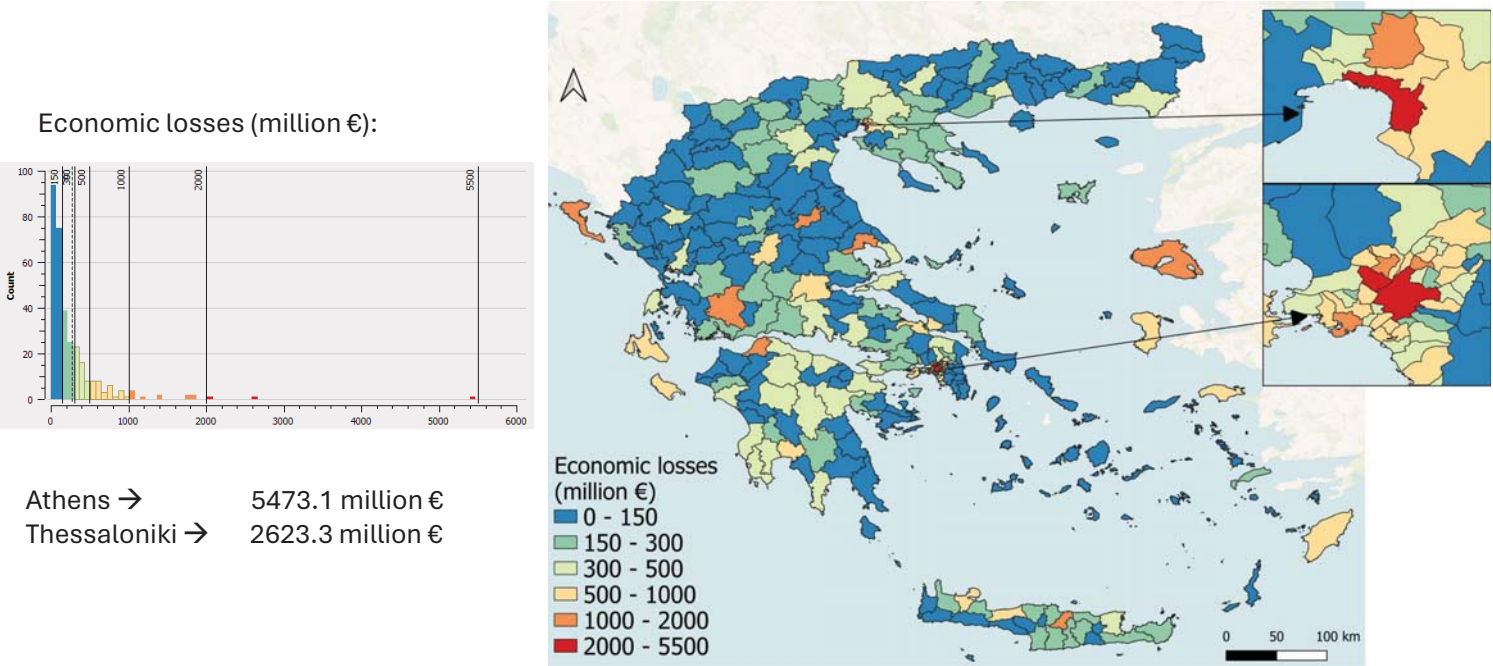 Economic losses (million €):
150
300
500
1000
2000
5500
100
80
60
40
20
0
Count
0
1000
2000
3000
4000
5000
6000
Athens → 5473.1 million €
Thessaloniki → 2623.3 million €
Economic losses
(million €)
0 - 150
150 - 300
300 - 500
500 - 1000
1000 - 2000
2000 - 5500
0 50 100 km